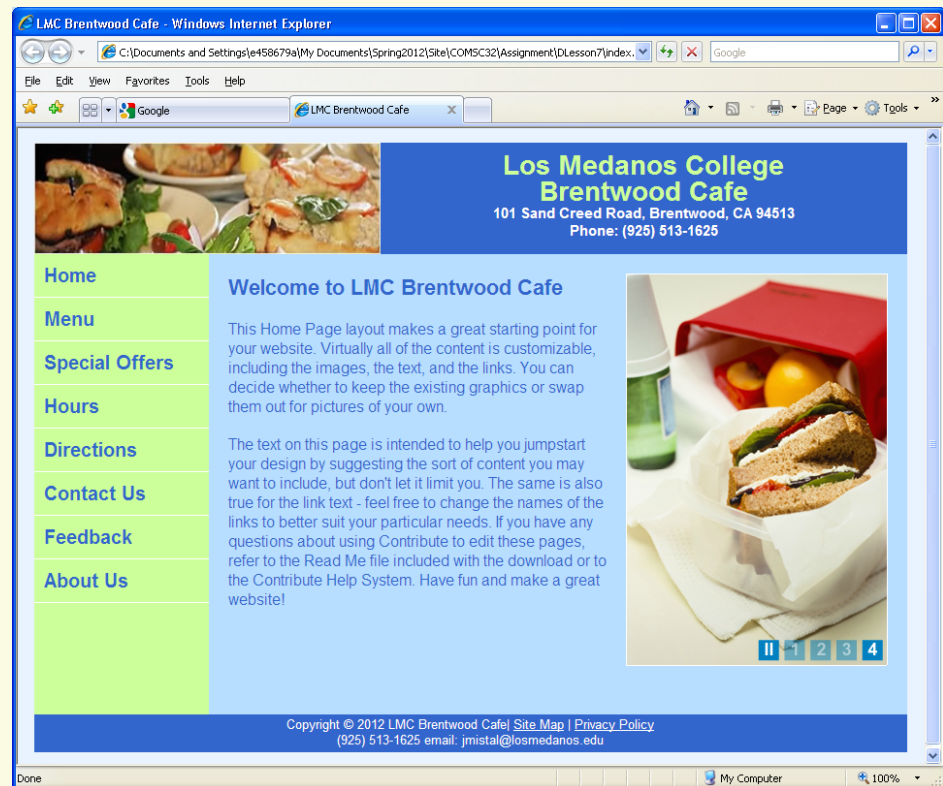 LMC Brentwood Cafe - Windows Internet Explorer
C:\Documents and Settings\e458679a\My Documents\Spring2012\Site\COMSC32\Assignment\DLesson7\index.
Google
File Edit View Favorites Tools Help
Google
LMC Brentwood Cafe
Page Tools
Los Medanos College
Brentwood Cafe
101 Sand Creed Road, Brentwood, CA 94513
Phone: (925) 513-1625
Home
Menu
Special Offers
Hours
Directions
Contact Us
Feedback
About Us
Welcome to LMC Brentwood Cafe
This Home Page layout makes a great starting point for
your website. Virtually all of the content is customizable,
including the images, the text, and the links. You can
decide whether to keep the existing graphics or swap
them out for pictures of your own.
The text on this page is intended to help you jumpstart
your design by suggesting the sort of content you may
want to include, but don't let it limit you. The same is also
true for the link text - feel free to change the names of the
links to better suit your particular needs. If you have any
questions about using Contribute to edit these pages,
refer to the Read Me file included with the download or to
the Contribute Help System. Have fun and make a great
website!
1 2 3 4
Copyright © 2012 LMC Brentwood Cafe| Site Map | Privacy Policy
(925) 513-1625 email: jmistal@losmedanos.edu
Done
My Computer
100%